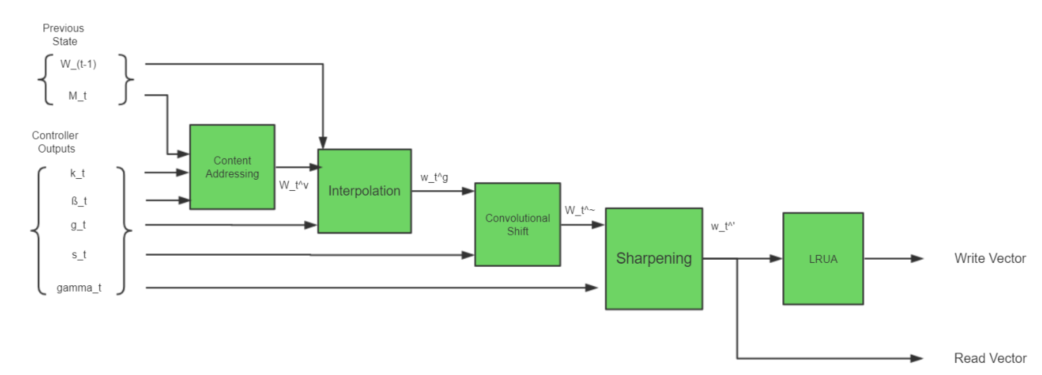 Previous
State
W_(t-1)
M_t
Controller
Outputs
k_t
ß_t
g_t
s_t
gamma_t
Content
Addressing
W_t^v
Interpolation
w_t^g
Convolutional
Shift
W_t^~
Sharpening
w_t^'
LRUA
Write Vector
Read Vector